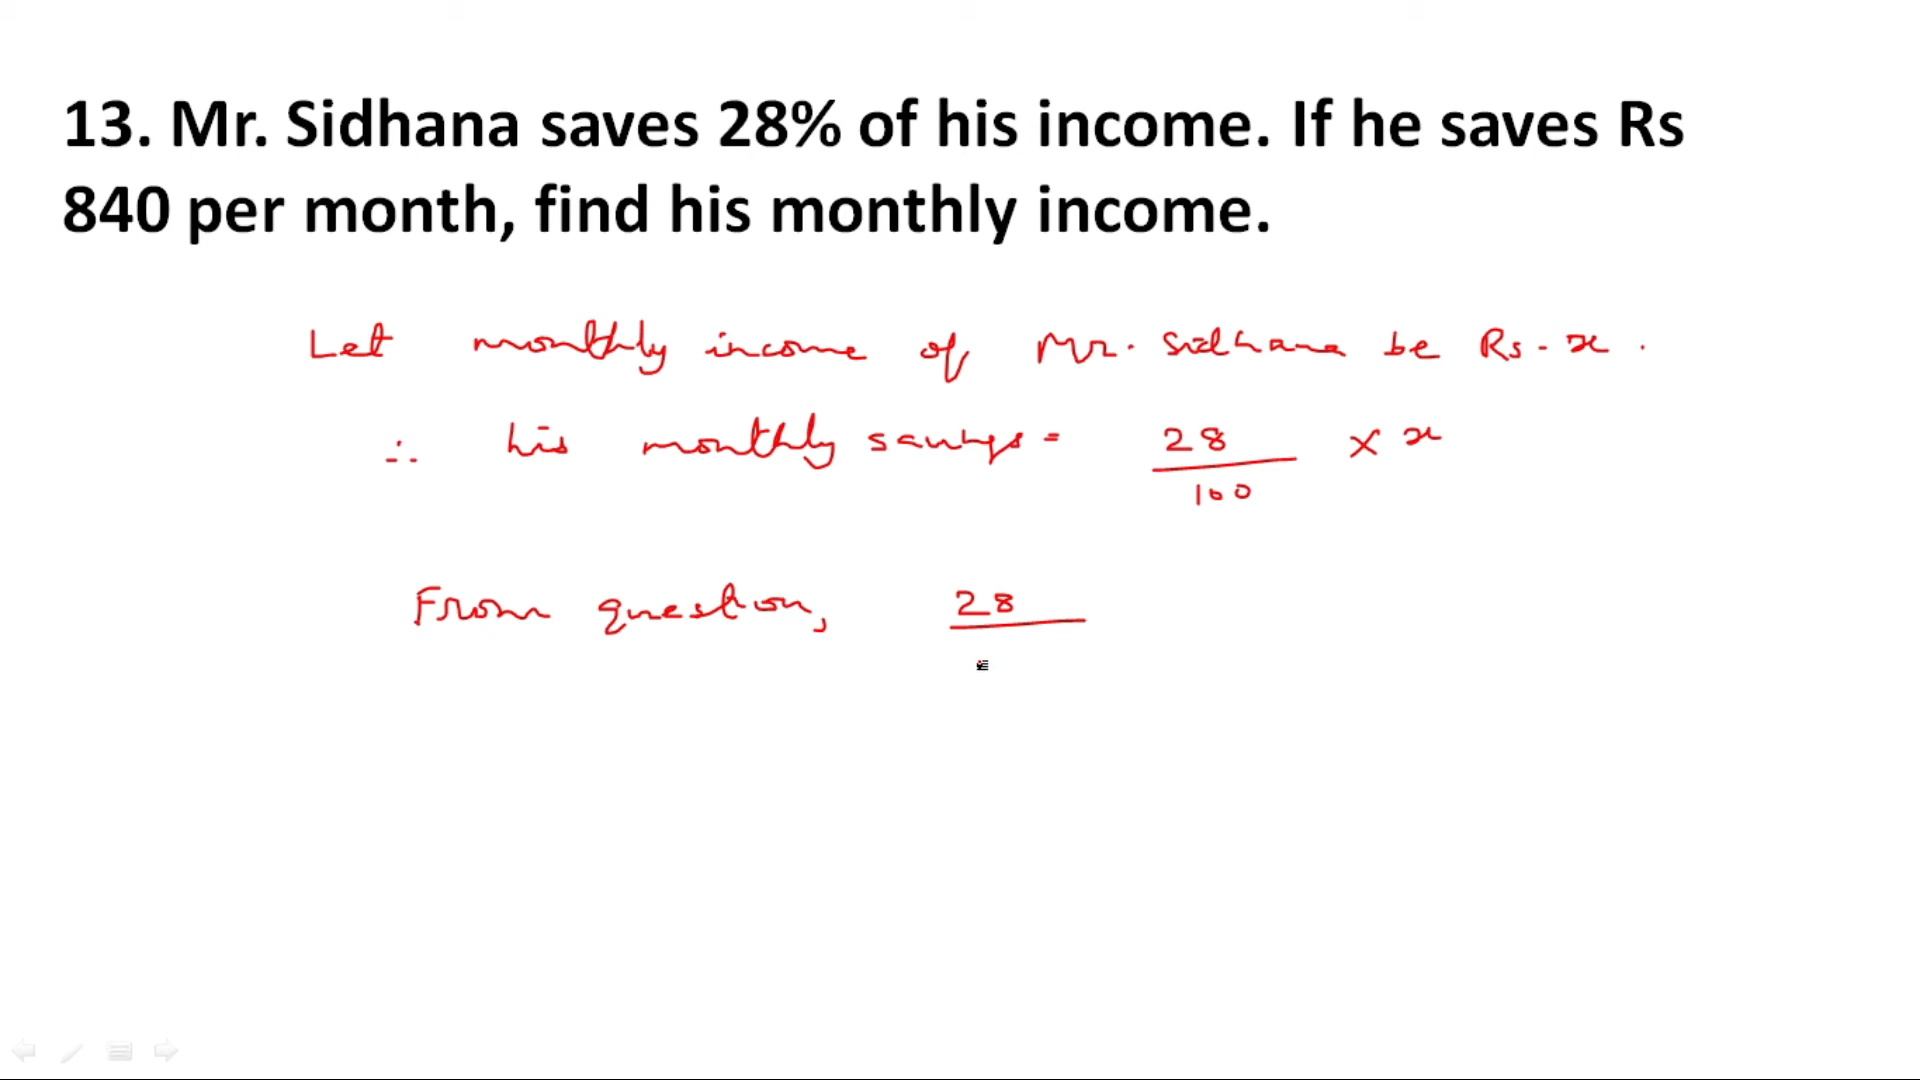 13. Mr. Sidhana saves 28% of his income. If he saves Rs
840 per month, find his monthly income.
Let monthly income of Mr. Sidhana be Rs. x.
∴ his monthly savings = 28/100 × x
From question, 28